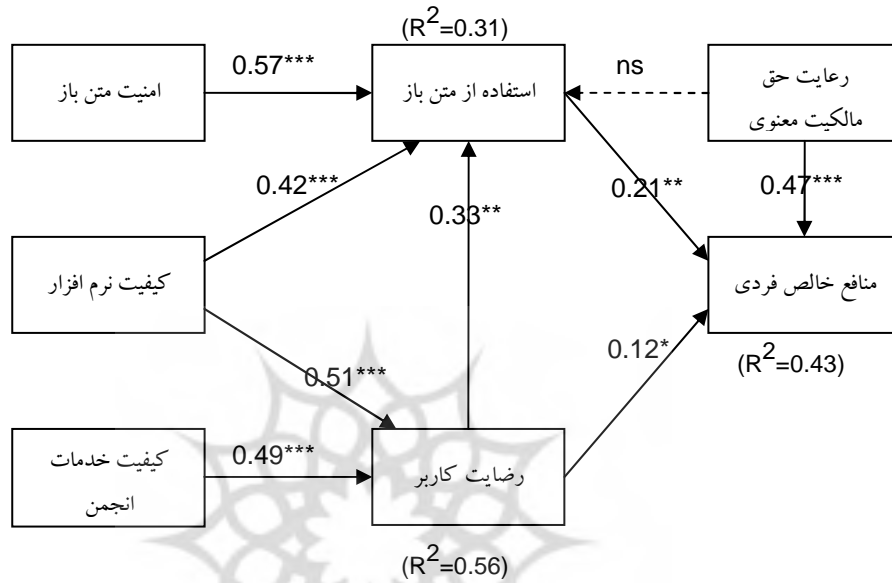 (R²=0.31)
امنیت متن باز
0.57***
استفاده از متن باز
ns
رعایت حق
مالکیت معنوی
0.42***
0.33**
0.21**
0.47***
کیفیت نرم افزار
منافع خالص فردی
0.51***
0.12*
(R²=0.43)
کیفیت خدمات
انجمن
0.49***
رضایت کاربر
(R²=0.56)